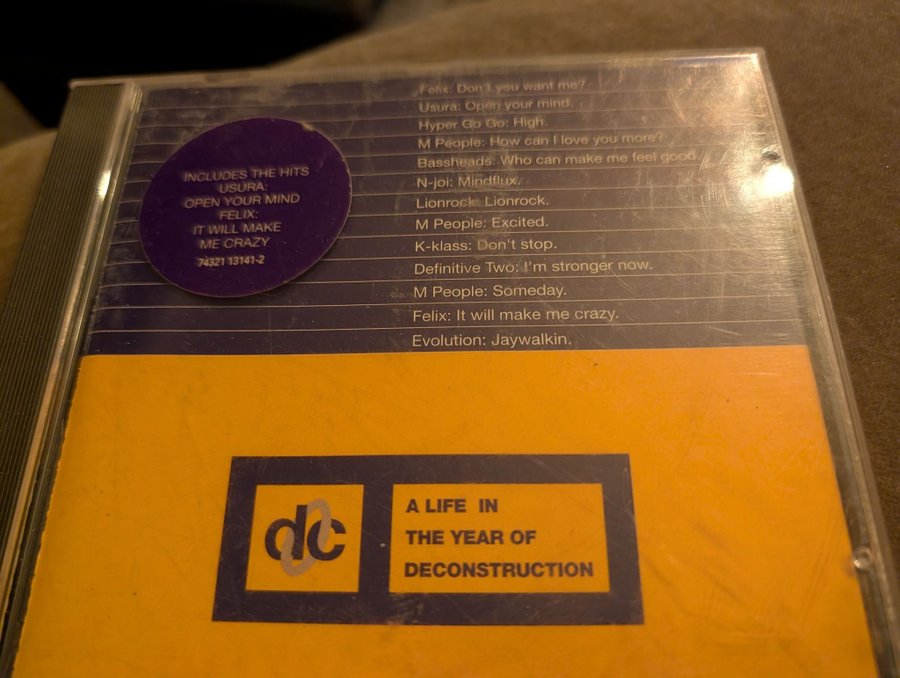 Felix: Don't you want me?
Usura: Open your mind.
Hyper Go Go: High.
M People: How can I love you more?
Bassheads: Who can make me feel good.
N-joi: Mindflux.
Lionrock: Lionrock.
M People: Excited.
K-klass: Don't stop.
Definitive Two: I'm stronger now.
M People: Someday.
Felix: It will make me crazy.
Evolution: Jaywalkin.
INCLUDES THE HITS
USURA:
OPEN YOUR MIND
FELIX:
IT WILL MAKE
ME CRAZY
74321 13141-2
dc
A LIFE IN
THE YEAR OF
DECONSTRUCTION